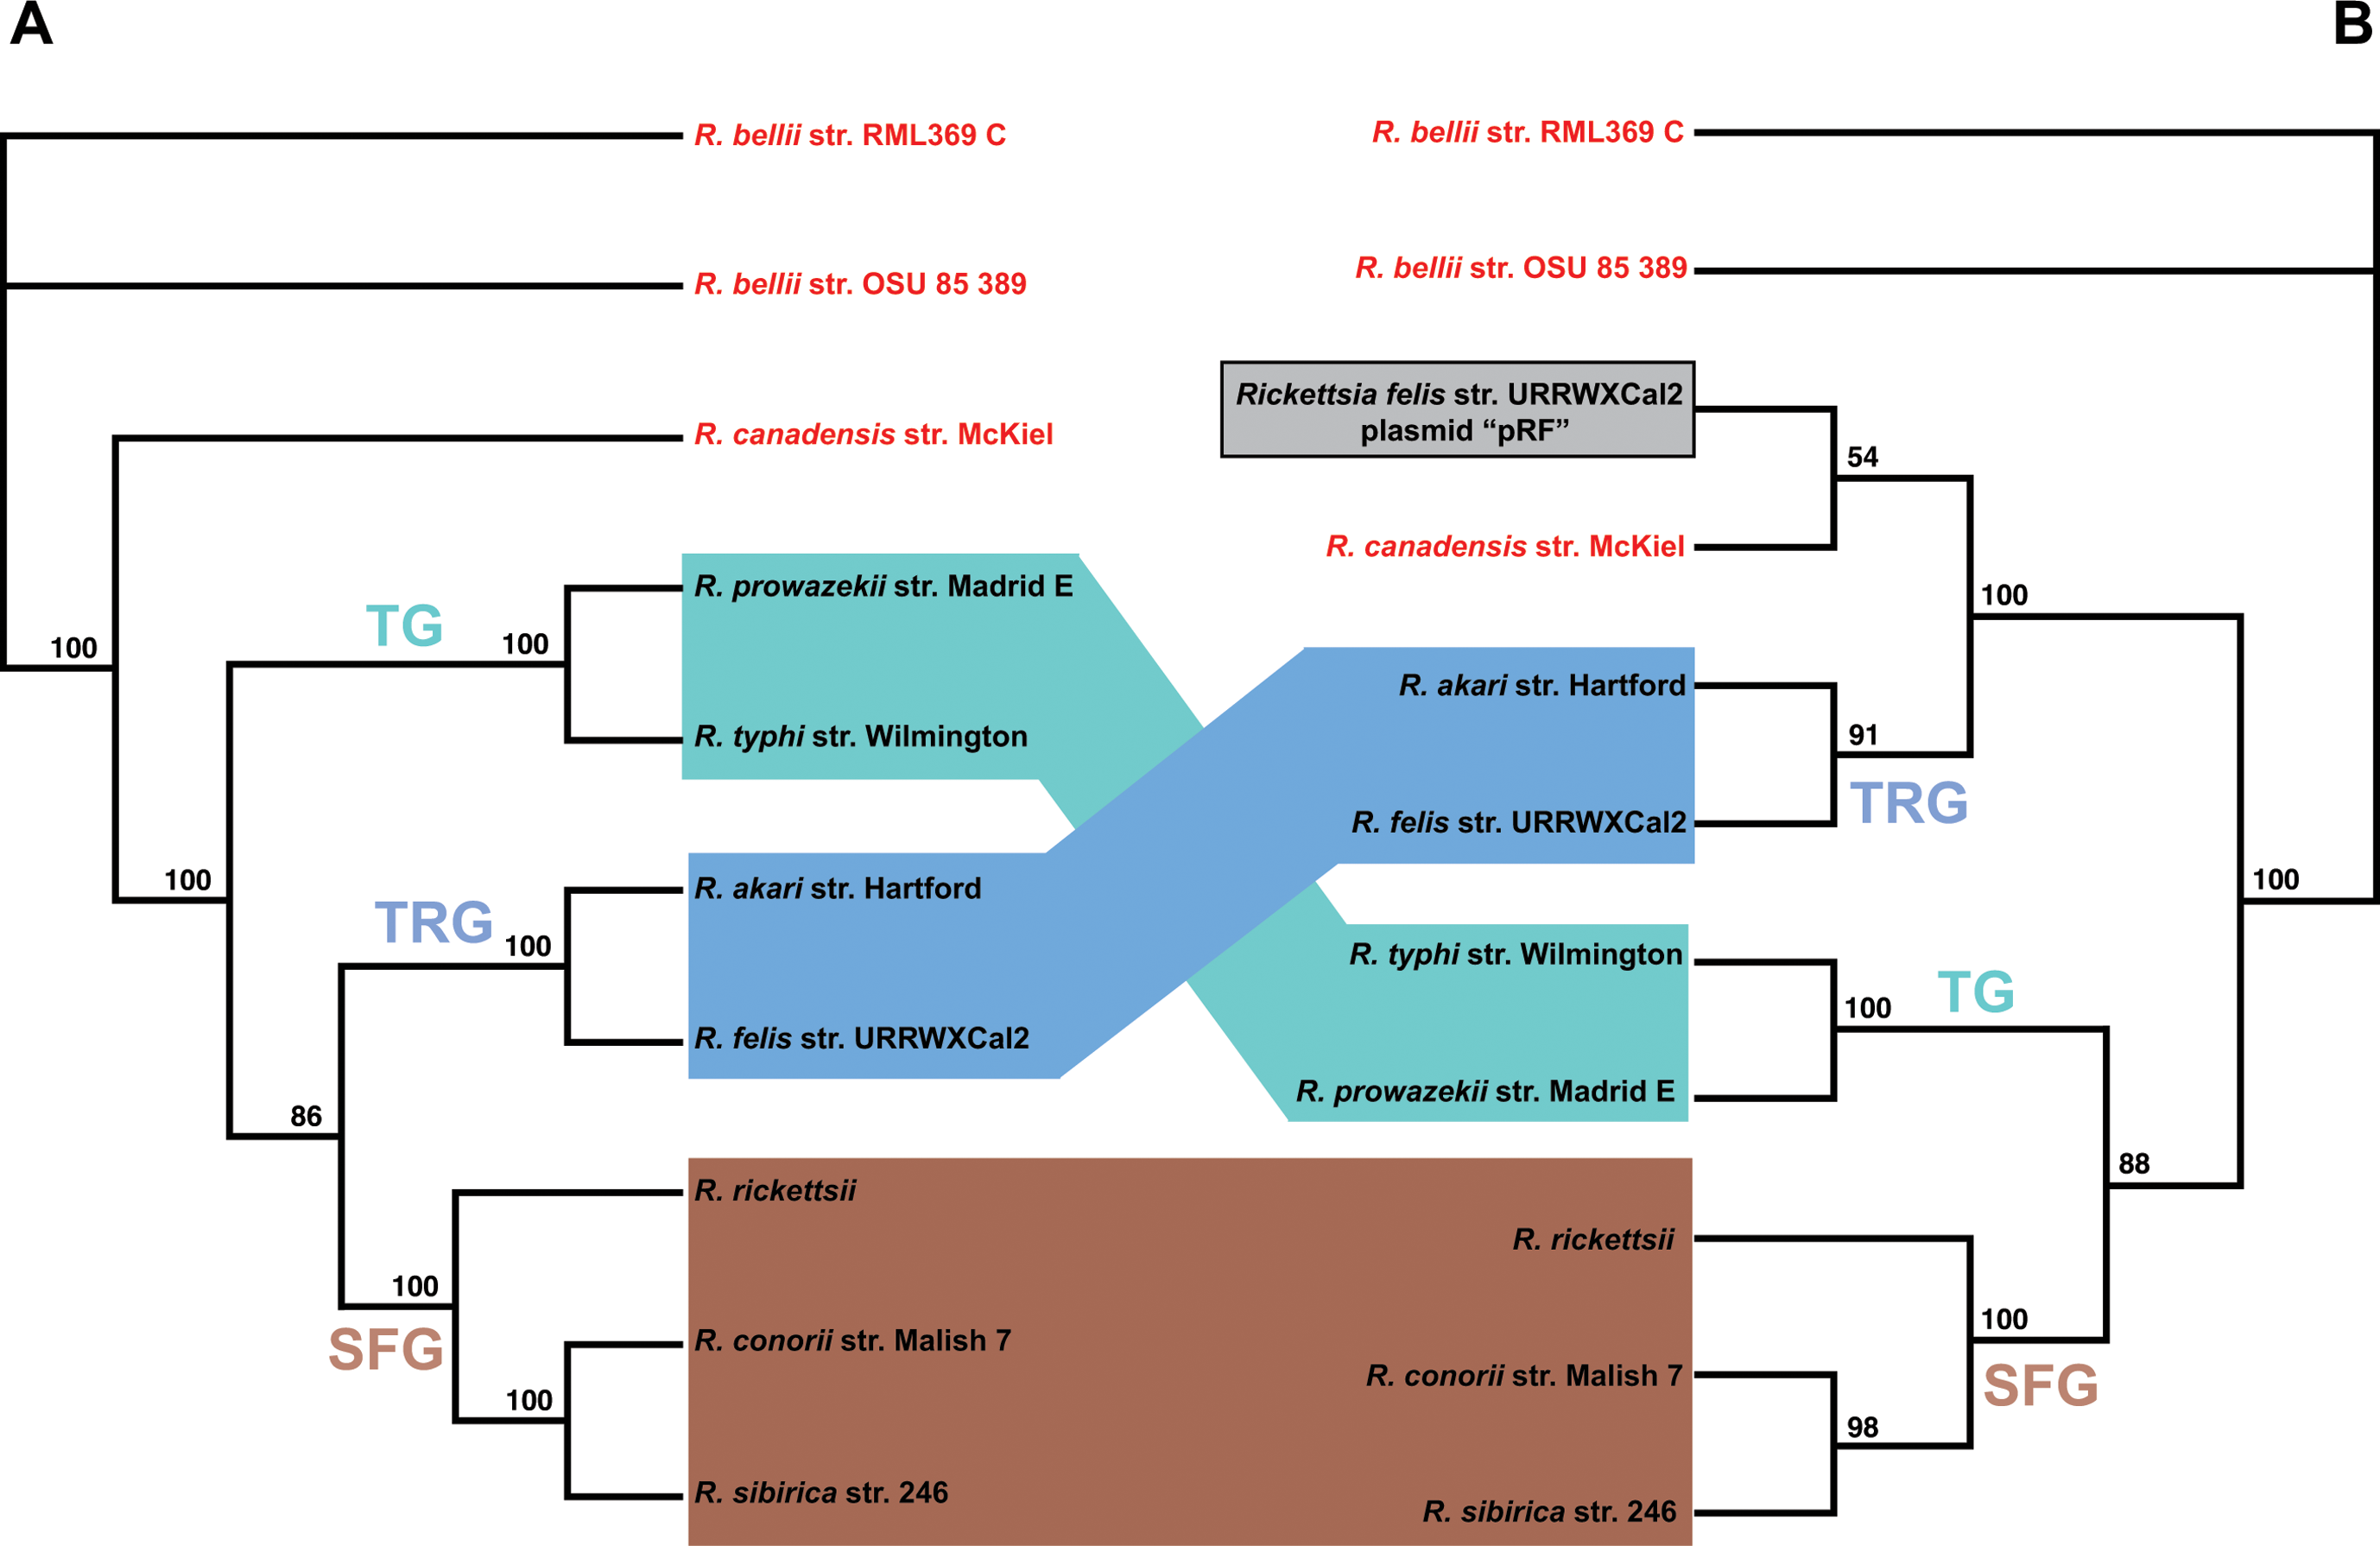 A
B
R. bellii str. RML369 C
R. bellii str. OSU 85 389
R. canadensis str. McKiel
R. prowazekii str. Madrid E
R. typhi str. Wilmington
R. akari str. Hartford
R. felis str. URRWXCal2
R. rickettsii
R. conorii str. Malish 7
R. sibirica str. 246
100
TG
100
100
TRG
100
86
100
SFG
100
R. bellii str. RML369 C
R. bellii str. OSU 85 389
Rickettsia felis str. URRWXCal2
plasmid “pRF”
R. canadensis str. McKiel
R. akari str. Hartford
R. felis str. URRWXCal2
R. typhi str. Wilmington
R. prowazekii str. Madrid E
R. rickettsii
R. conorii str. Malish 7
R. sibirica str. 246
54
100
91
TRG
100
100
TG
88
100
SFG
98